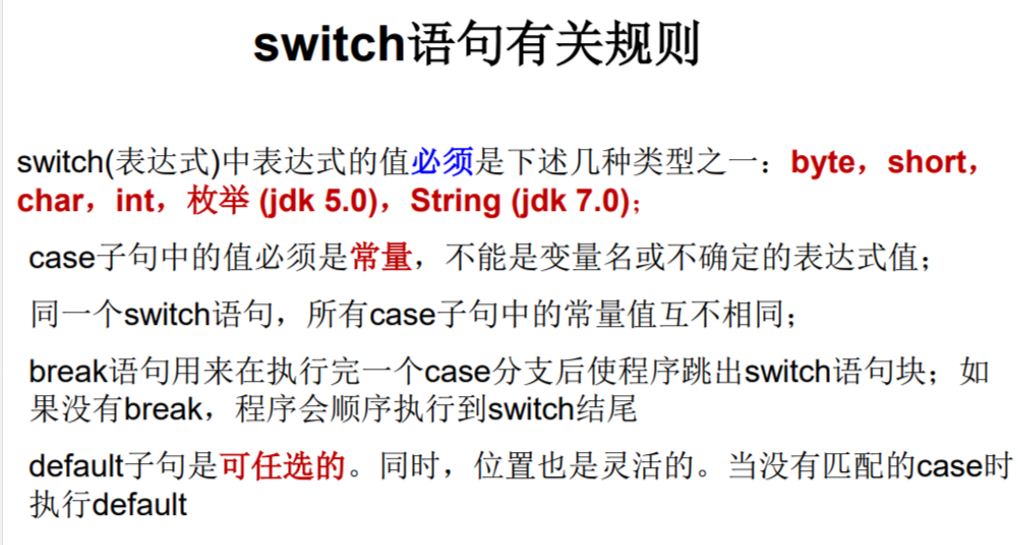 switch语句有关规则
switch(表达式)中表达式的值必须是下述几种类型之一：byte，short，
char，int，枚举 (jdk 5.0)，String (jdk 7.0)；
case子句中的值必须是常量，不能是变量名或不确定的表达式值；
同一个switch语句，所有case子句中的常量值互不相同；
break语句用来在执行完一个case分支后使程序跳出switch语句块；如
果没有break，程序会顺序执行到switch结尾
default子句是可任选的。同时，位置也是灵活的。当没有匹配的case时
执行default